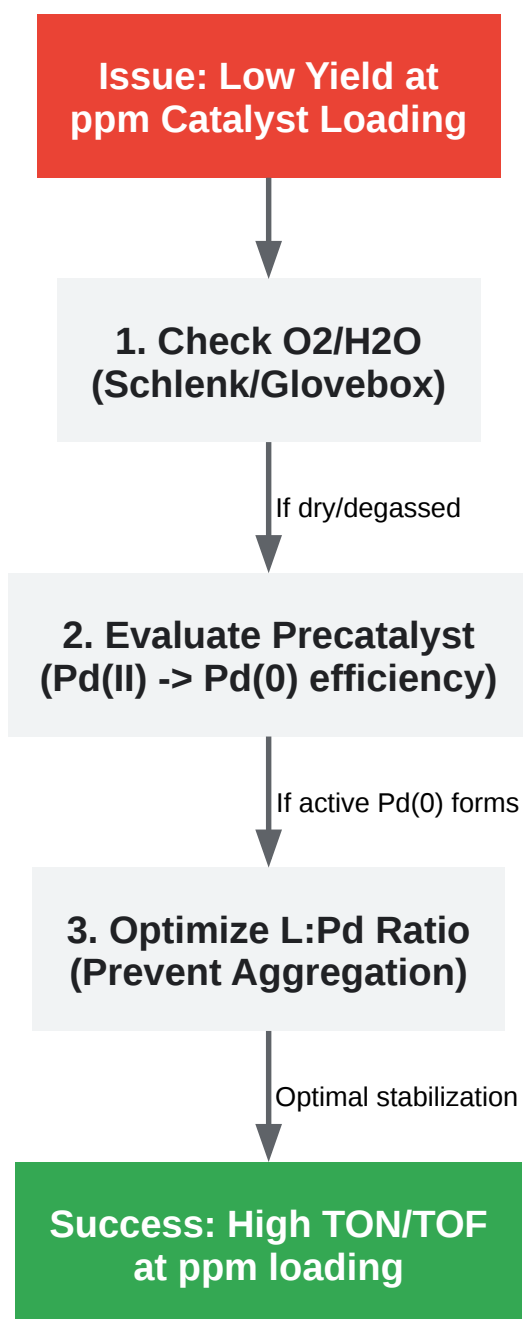 Issue: Low Yield at
ppm Catalyst Loading
1. Check O2/H2O
(Schlenk/Glovebox)
If dry/degassed
2. Evaluate Precatalyst
(Pd(II) -> Pd(0) efficiency)
If active Pd(0) forms
3. Optimize L:Pd Ratio
(Prevent Aggregation)
Optimal stabilization
Success: High TON/TOF
at ppm loading